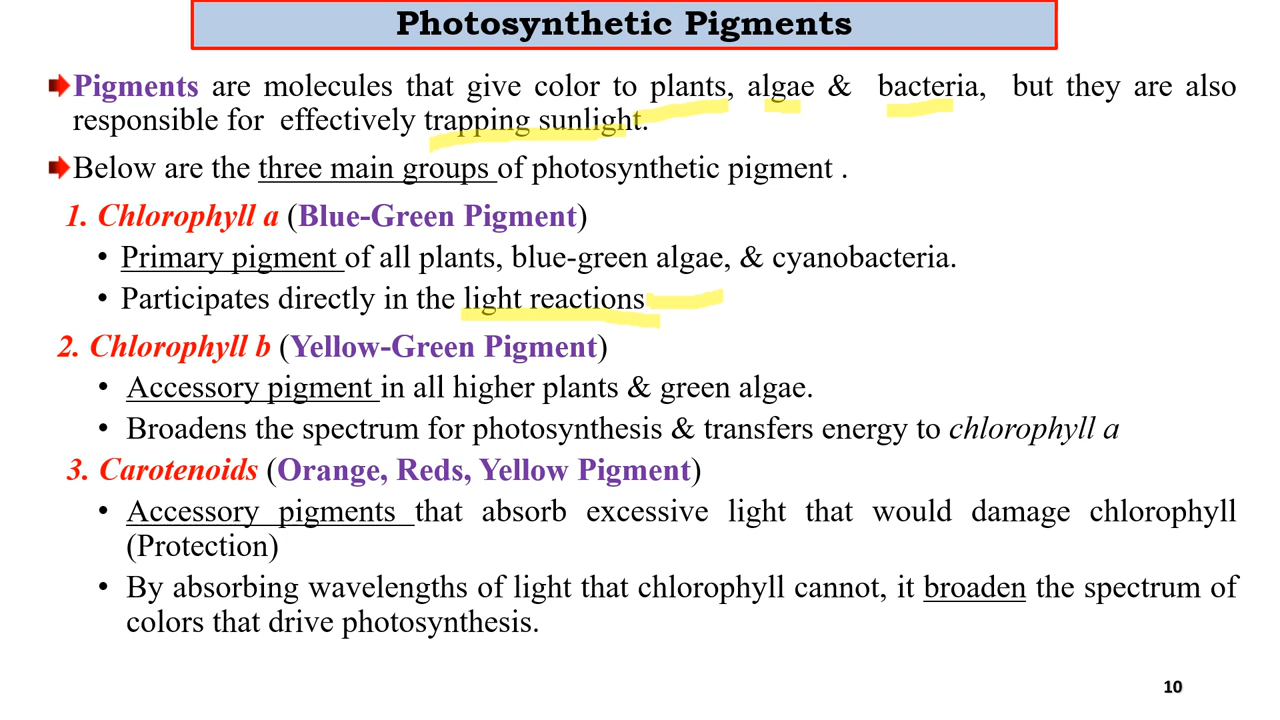 Photosynthetic Pigments
Pigments are molecules that give color to plants, algae & bacteria, but they are also
responsible for effectively trapping sunlight.
Below are the three main groups of photosynthetic pigment .
1. Chlorophyll a (Blue-Green Pigment)
• Primary pigment of all plants, blue-green algae, & cyanobacteria.
• Participates directly in the light reactions
2. Chlorophyll b (Yellow-Green Pigment)
• Accessory pigment in all higher plants & green algae.
• Broadens the spectrum for photosynthesis & transfers energy to chlorophyll a
3. Carotenoids (Orange, Reds, Yellow Pigment)
• Accessory pigments that absorb excessive light that would damage chlorophyll
(Protection)
• By absorbing wavelengths of light that chlorophyll cannot, it broaden the spectrum of
colors that drive photosynthesis.
10